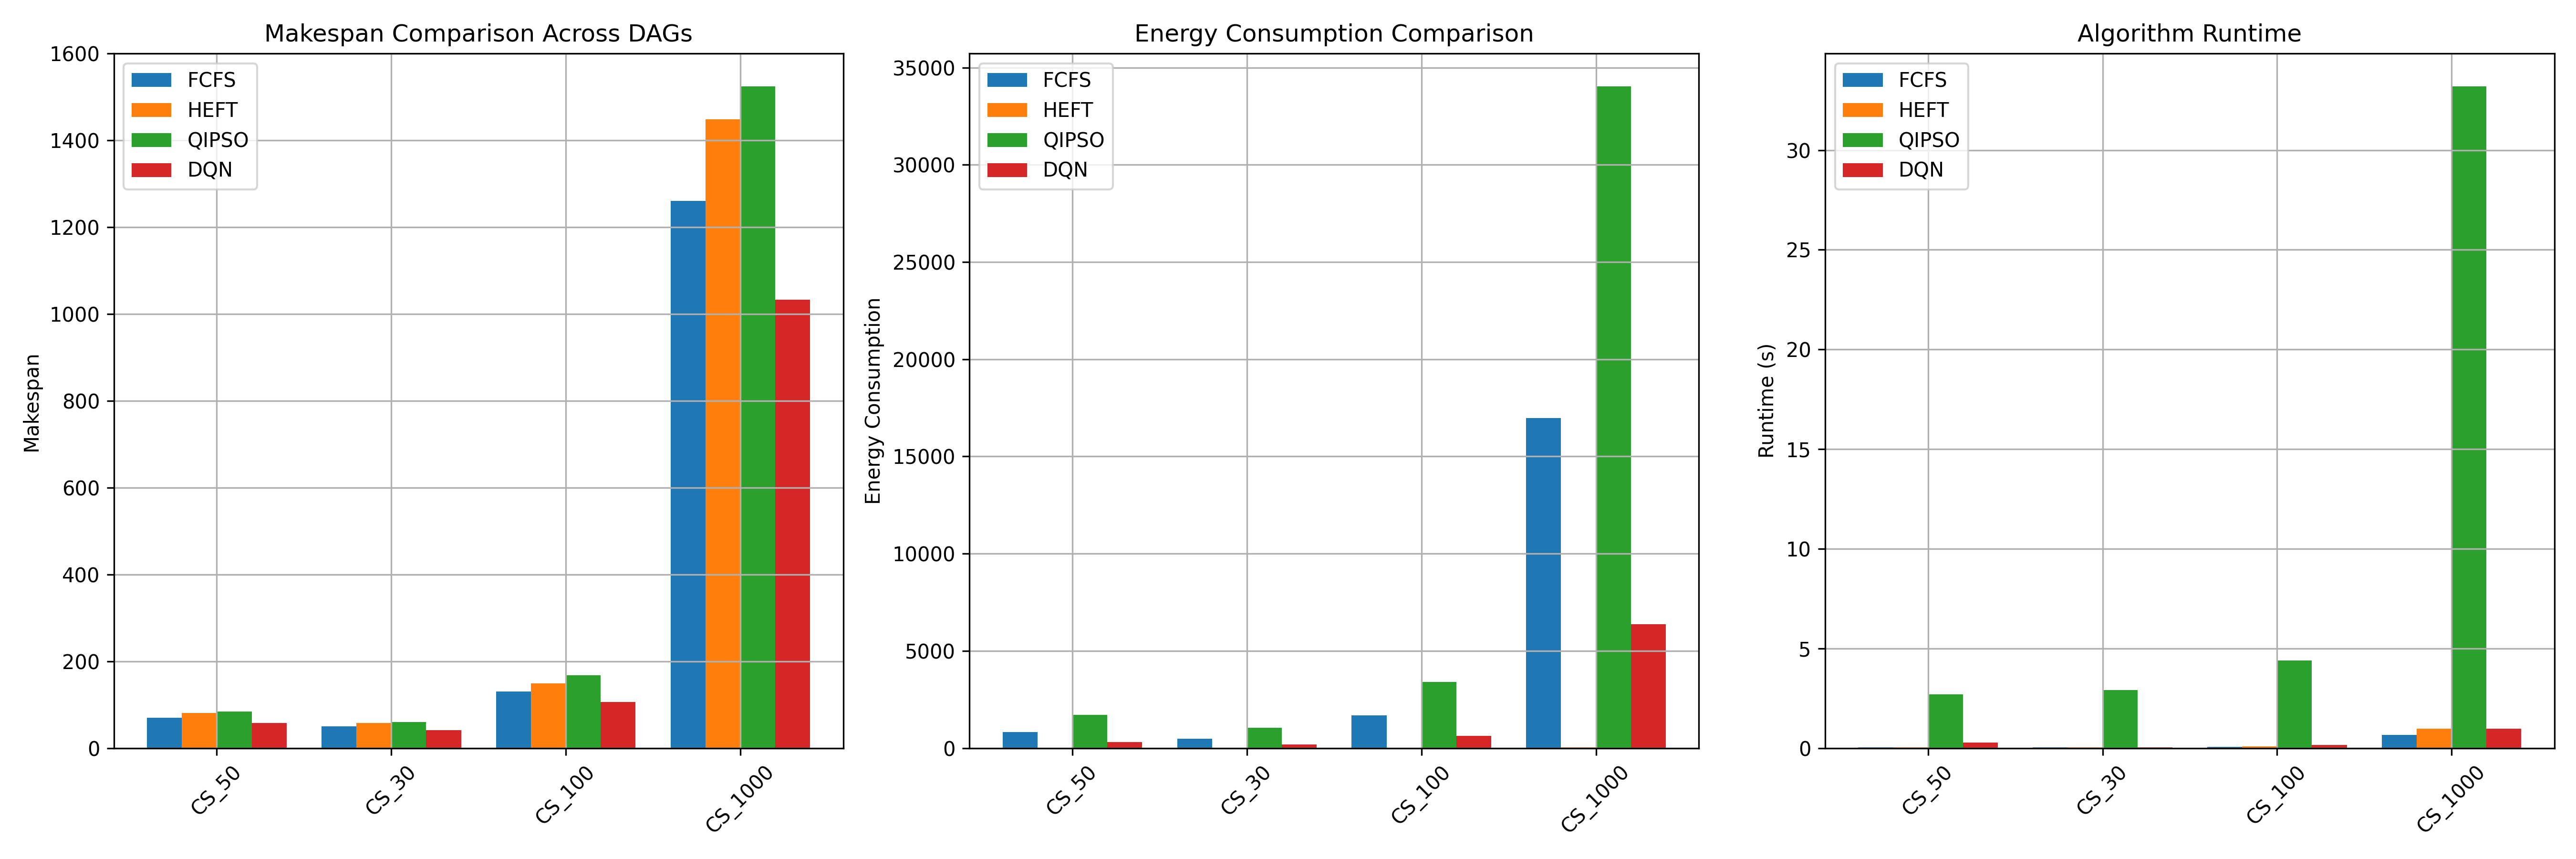 Makespan Comparison Across DAGs
1600
1400
1200
1000
800
600
400
200
0
Makespan
FCFS
HEFT
QIPSO
DQN
CS_50
CS_30
CS_100
CS_1000
Energy Consumption Comparison
35000
30000
25000
20000
15000
10000
5000
0
Energy Consumption
FCFS
HEFT
QIPSO
DQN
CS_50
CS_30
CS_100
CS_1000
Algorithm Runtime
30
25
20
15
10
5
0
Runtime (s)
FCFS
HEFT
QIPSO
DQN
CS_50
CS_30
CS_100
CS_1000